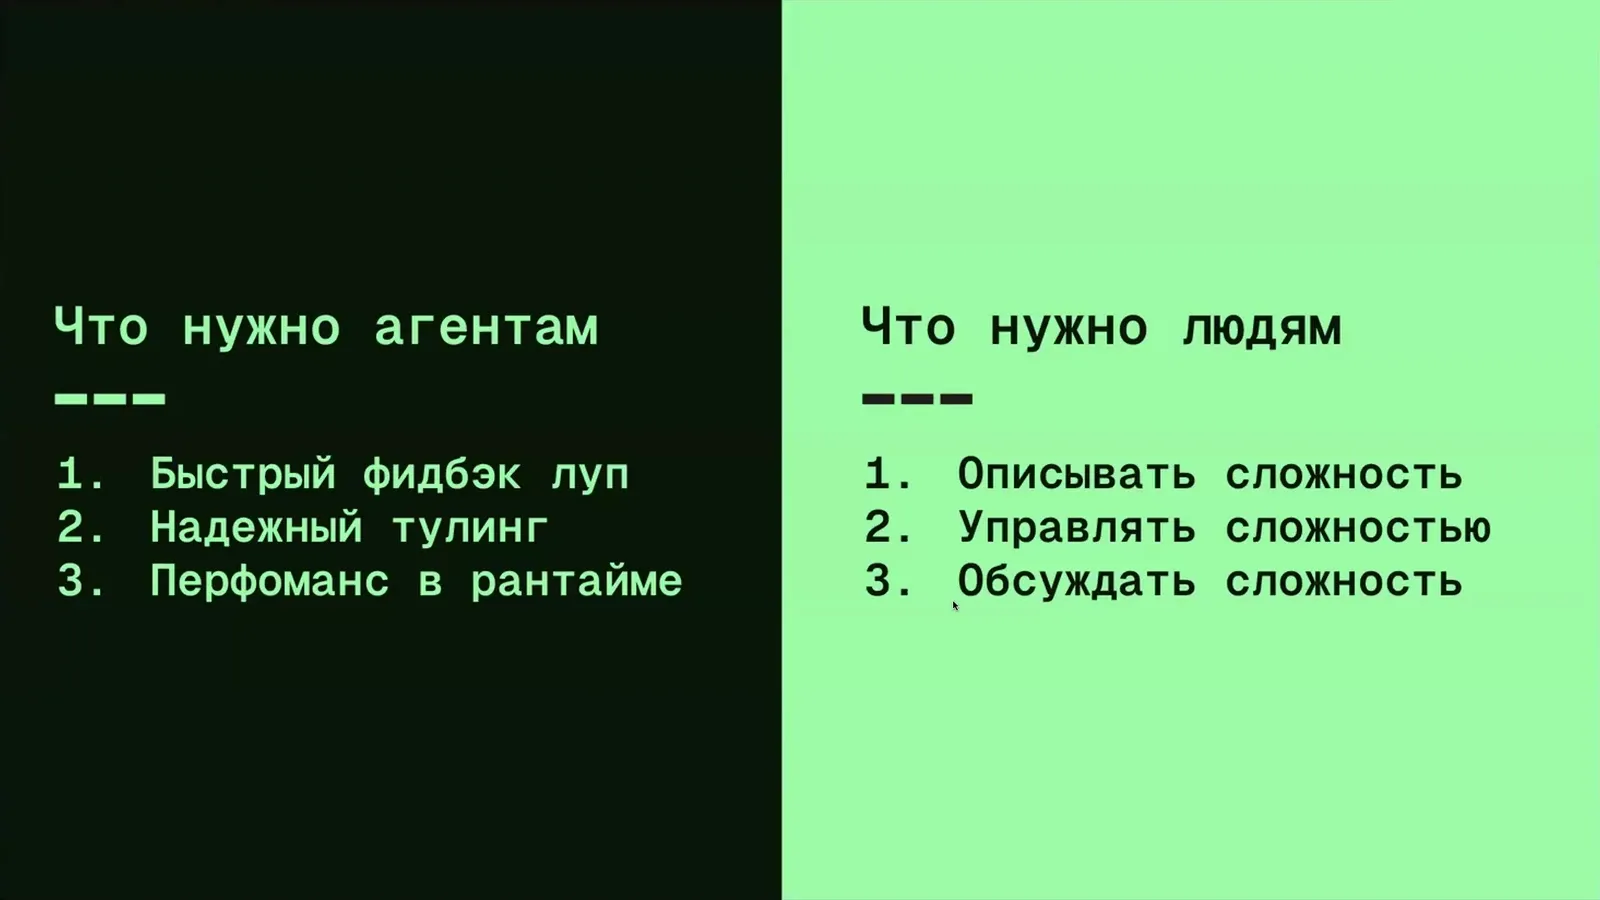 Что нужно агентам
---
1. Быстрый фидбэк луп
2. Надежный тулинг
3. Перфоманс в рантайме
Что нужно людям
---
1. Описывать сложность
2. Управлять сложностью
3. Обсуждать сложность